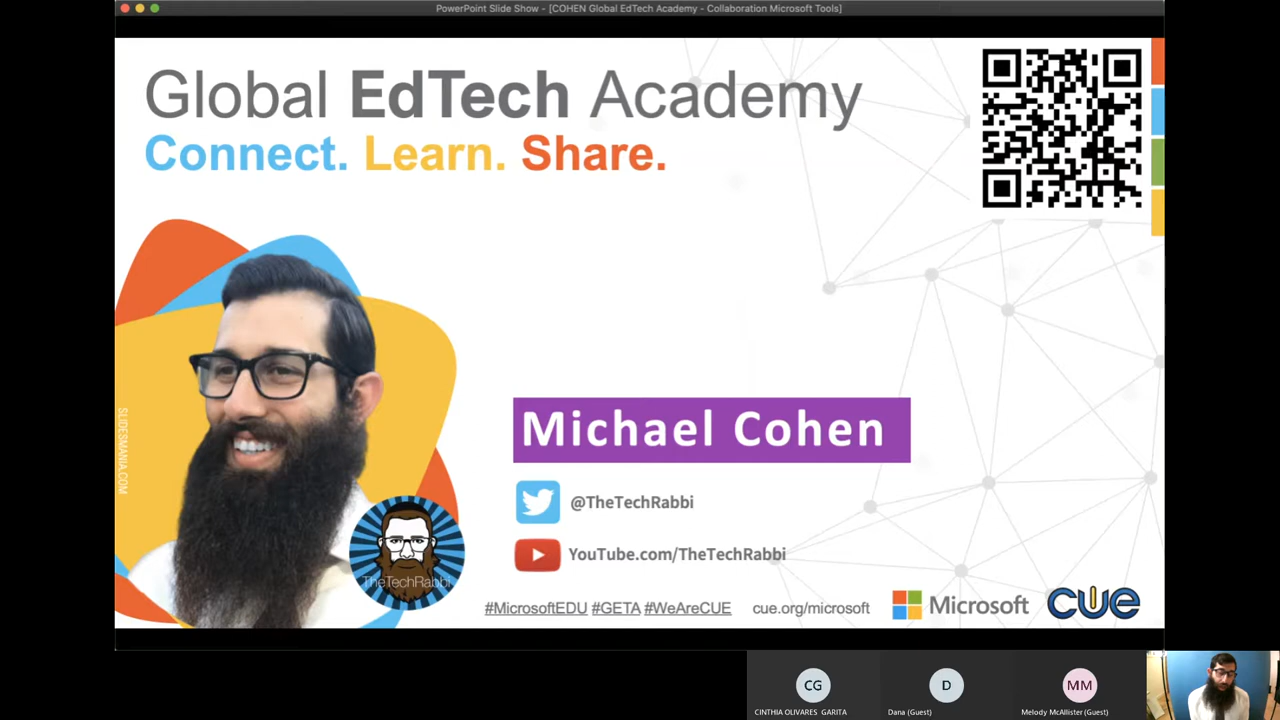 PowerPoint Slide Show - [COHEN Global EdTech Academy - Collaboration Microsoft Tools]
Global EdTech Academy
Connect. Learn. Share.
SLIDESMANIA.COM
TheTechRabbi
Michael Cohen
@TheTechRabbi
YouTube.com/TheTechRabbi
#MicrosoftEDU #GETA #WeAreCUE cue.org/microsoft Microsoft cue
CG D MM
CINTHIA OLIVARES GARITA Dana (Guest) Melody McAllister (Guest)